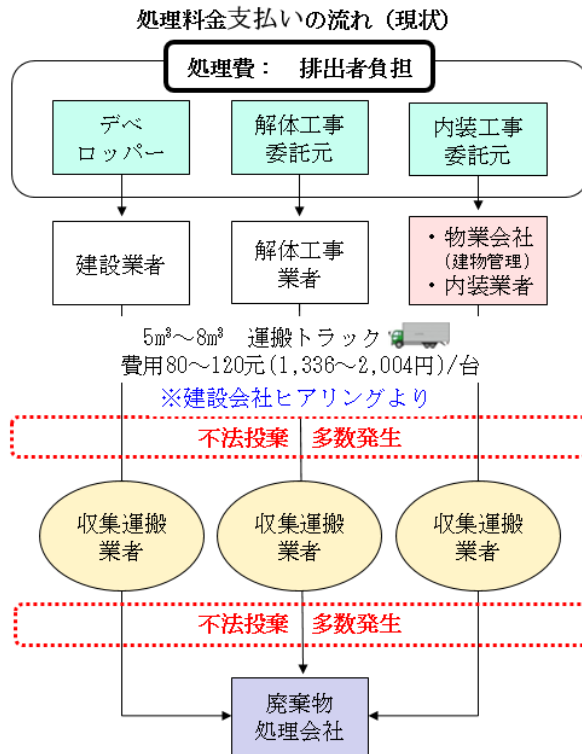 処理料金支払いの流れ（現状）
処理費：　排出者負担
デベ
ロッパー
解体工事
委託元
内装工事
委託元
建設業者
解体工事
業者
・物業会社
(建物管理)
・内装業者
5m³～8m³　運搬トラック
費用80～120元(1,336～2,004円)/台
※建設会社ヒアリングより
不法投棄　多数発生
収集運搬
業者
収集運搬
業者
収集運搬
業者
不法投棄　多数発生
廃棄物
処理会社